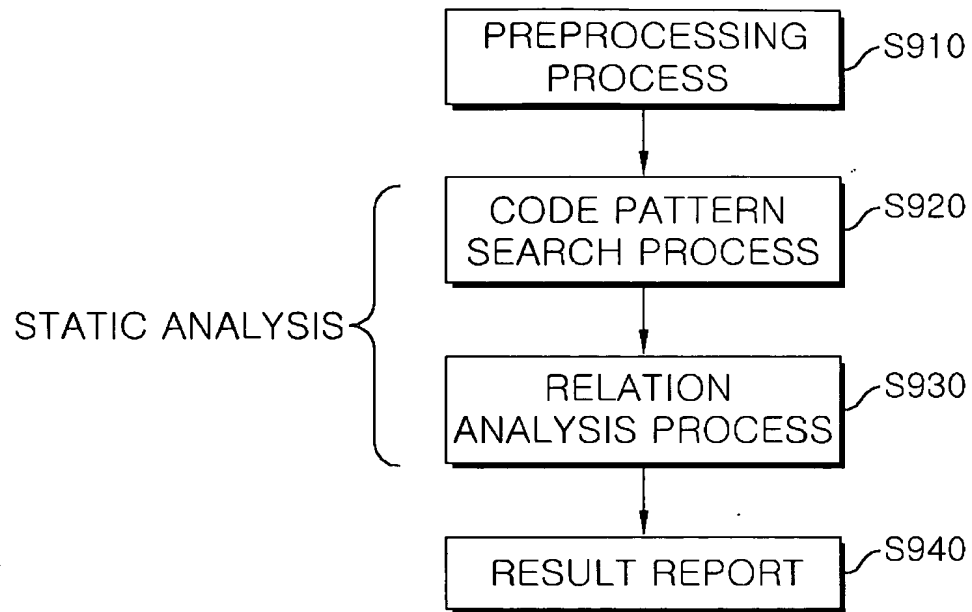 PREPROCESSING
PROCESS
S910
CODE PATTERN
SEARCH PROCESS
S920
STATIC ANALYSIS
RELATION
ANALYSIS PROCESS
S930
RESULT REPORT
S940